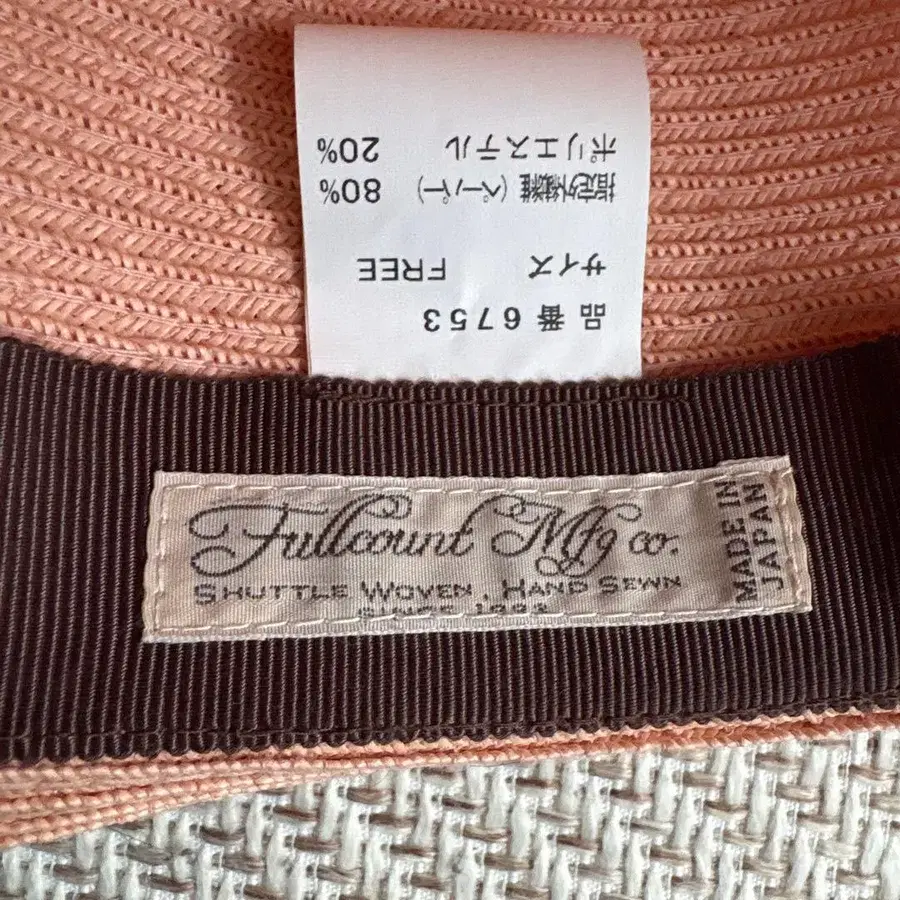 品番 6753
サイズ FREE
指定外繊維 (ペーパー) 80%
ポリエステル 20%
Fullcount Mfg co.
SHUTTLE WOVEN, HAND SEWN
SINCE
MADE IN
JAPAN